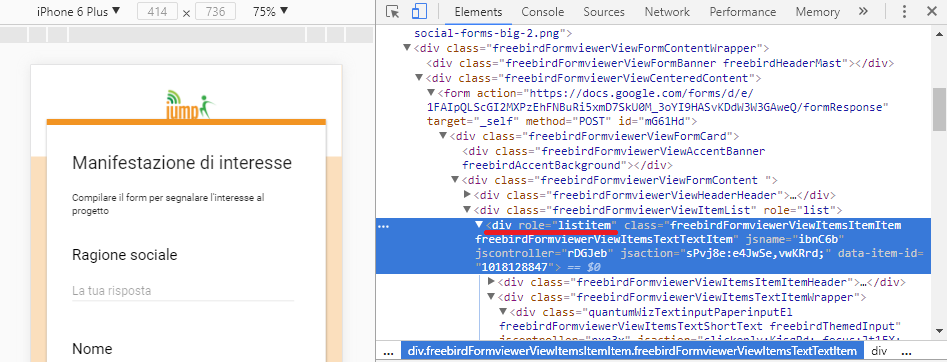 iPhone 6 Plus ▼ 414 × 736 75% ▼
Elements Console Sources Network Performance Memory »
jump
Manifestazione di interesse
Compilare il form per segnalare l'interesse al
progetto
Ragione sociale
La tua risposta
Nome
social-forms-big-2.png">
▼<div class="freebirdFormviewerViewFormContentWrapper">
<div class="freebirdFormviewerViewFormBanner freebirdHeaderMast"></div>
▼<div class="freebirdFormviewerViewCenteredContent">
▼<form action="https://docs.google.com/forms/d/e/
1FAIpQLScGI2MXPzEhFNBuRi5xmD7SkU0M_3oYI9HASvKDdW3W3GAweQ/formResponse"
target="_self" method="POST" id="mG61Hd">
▼<div class="freebirdFormviewerViewFormCard">
<div class="freebirdFormviewerViewAccentBanner
freebirdAccentBackground"></div>
▼<div class="freebirdFormviewerViewFormContent ">
▶<div class="freebirdFormviewerViewHeaderHeader">…</div>
▼<div class="freebirdFormviewerViewItemList" role="list">
… ▼<div role="listitem" class="freebirdFormviewerViewItemsItemItem
freebirdFormviewerViewItemsTextTextItem" jsname="ibnC6b"
jscontroller="rDGJeb" jsaction="sPvj8e:e4JwSe,vwKRrd;" data-item-id=
"1018128847"> == $0
▶<div class="freebirdFormviewerViewItemsItemItemHeader">…</div>
▼<div class="freebirdFormviewerViewItemsTextItemWrapper">
▼<div class="quantumWizTextinputPaperinputEl
freebirdFormviewerViewItemsTextShortText freebirdThemedInput"
… div.freebirdFormviewerViewItemsItemItem.freebirdFormviewerViewItemsTextTextItem div …